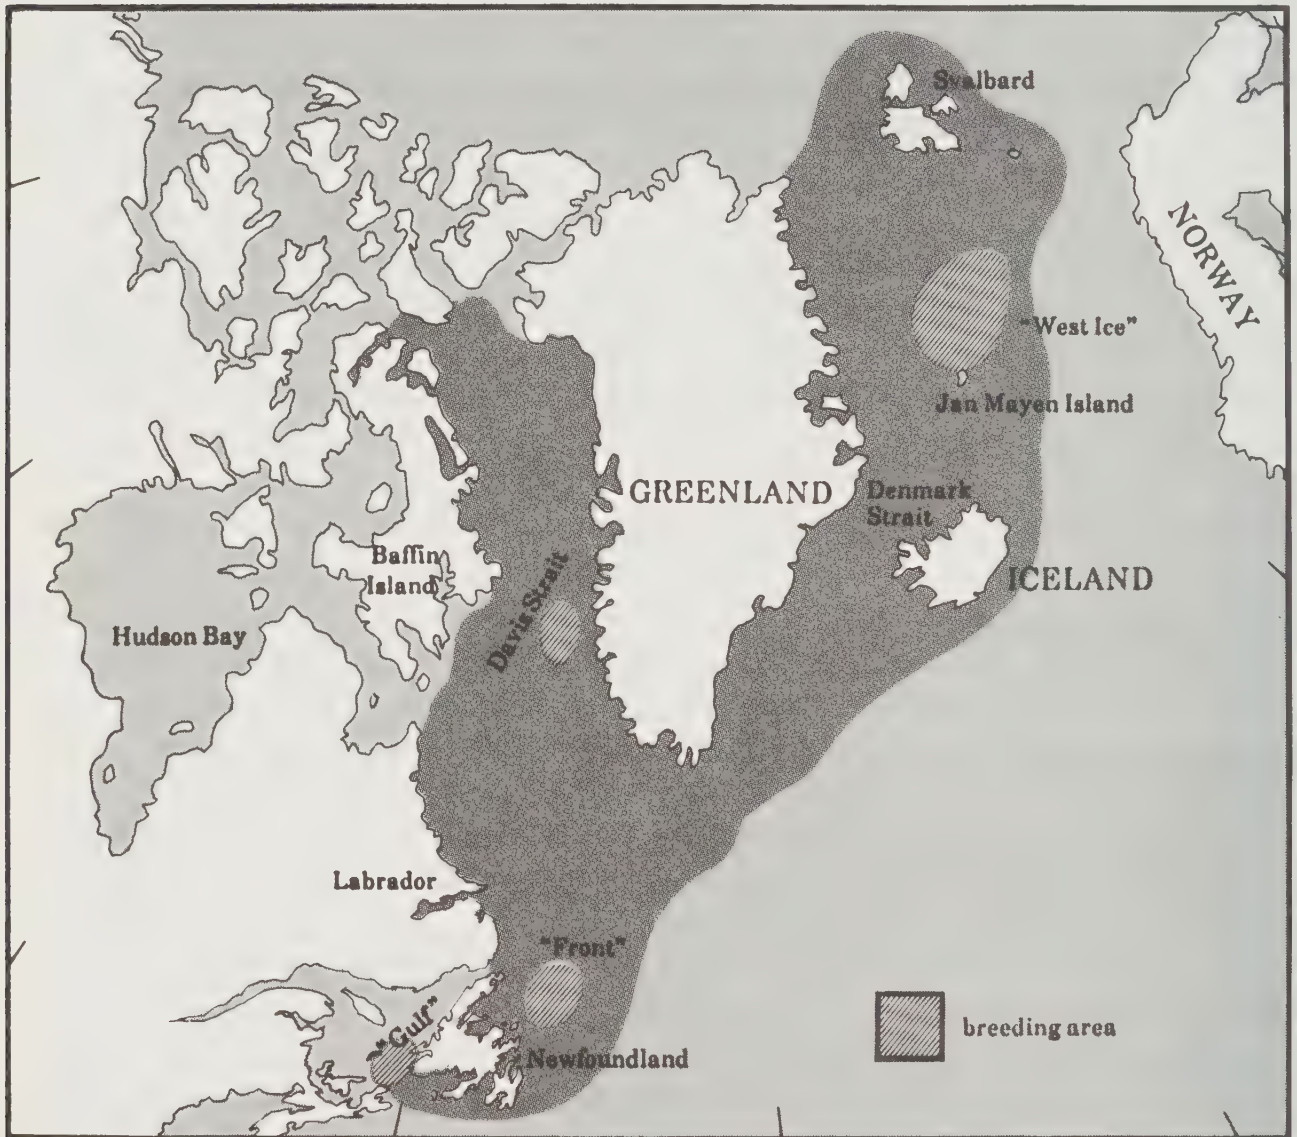 Svalbard
NORWAY
"West Ice"
Jan Mayen Island
GREENLAND
Denmark
Strait
Baffin
Island
Davis Strait
ICELAND
Hudson Bay
Labrador
"Front"
"Gulf"
Newfoundland
breeding area